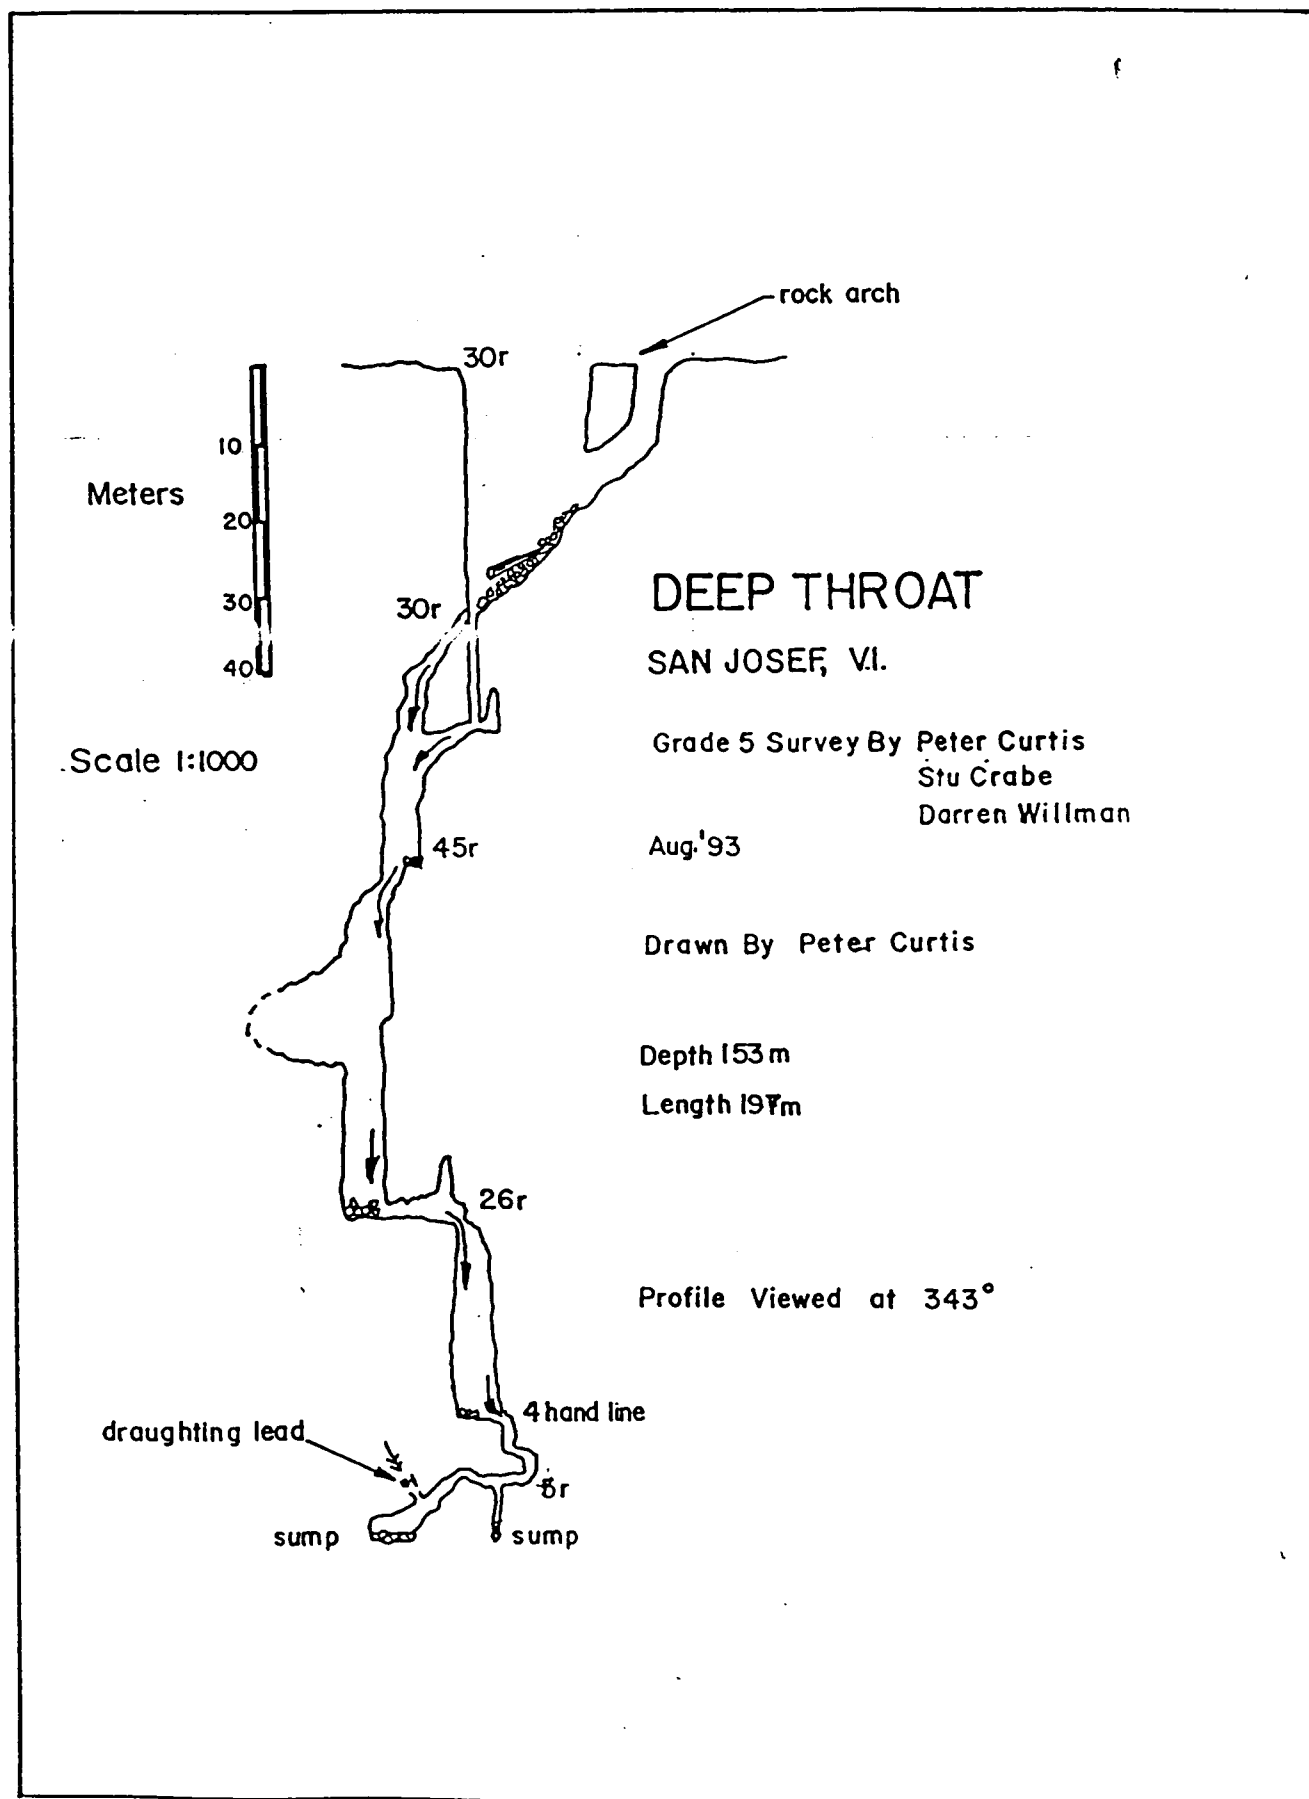 rock arch
30r
10
Meters
20
30
40
30r
DEEP THROAT
SAN JOSEF, V.I.
Grade 5 Survey By Peter Curtis
Stu Crabe
Darren Willman
Scale 1:1000
45r
Aug.'93
Drawn By Peter Curtis
Depth 153 m
Length
26r
Profile Viewed at 343°
4 hand line
draughting lead
sump
sump